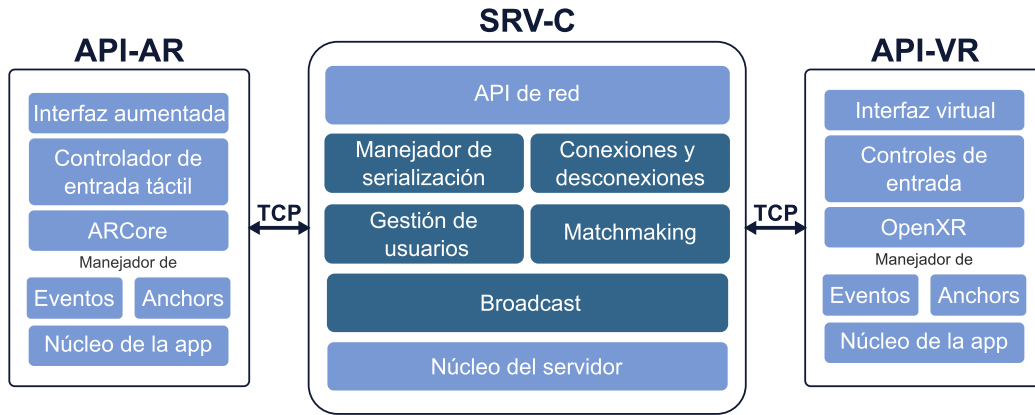 API-AR
Interfaz aumentada
Controlador de
entrada táctil
ARCore
Manejador de
Eventos
Anchors
Núcleo de la app
TCP
SRV-C
API de red
Manejador de
serialización
Conexiones y
desconexiones
Gestión de
usuarios
Matchmaking
Broadcast
Núcleo del servidor
TCP
API-VR
Interfaz virtual
Controles de
entrada
OpenXR
Manejador de
Eventos
Anchors
Núcleo de la app